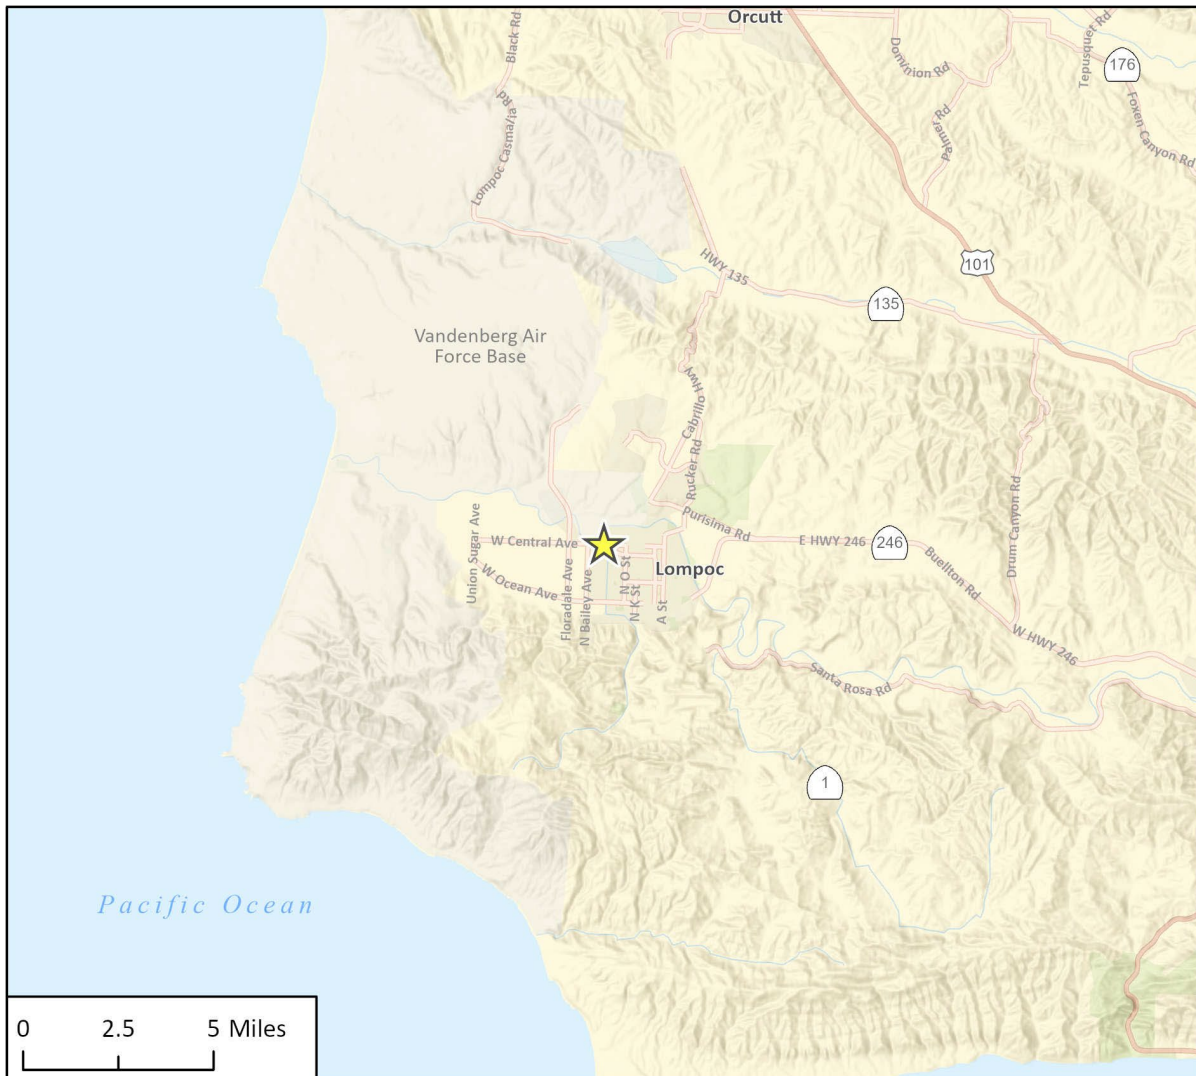 Orcutt
Black Rd
Dominion Rd
Tepusquet Rd
176
Foxen Canyon Rd
Palmer Rd
Lompoc Casmalia Rd
HWY 135
101
135
Vandenberg Air
Force Base
Cabrillo Hwy
Rucker Rd
Purisima Rd
Drum Canyon Rd
Union Sugar Ave
W Central Ave
E HWY 246
246
Buellton Rd
Lompoc
W Ocean Ave
Floradale Ave
N Bailey Ave
N O St
N K St
A St
W HWY 246
Santa Rosa Rd
1
Pacific Ocean
0 2.5 5 Miles